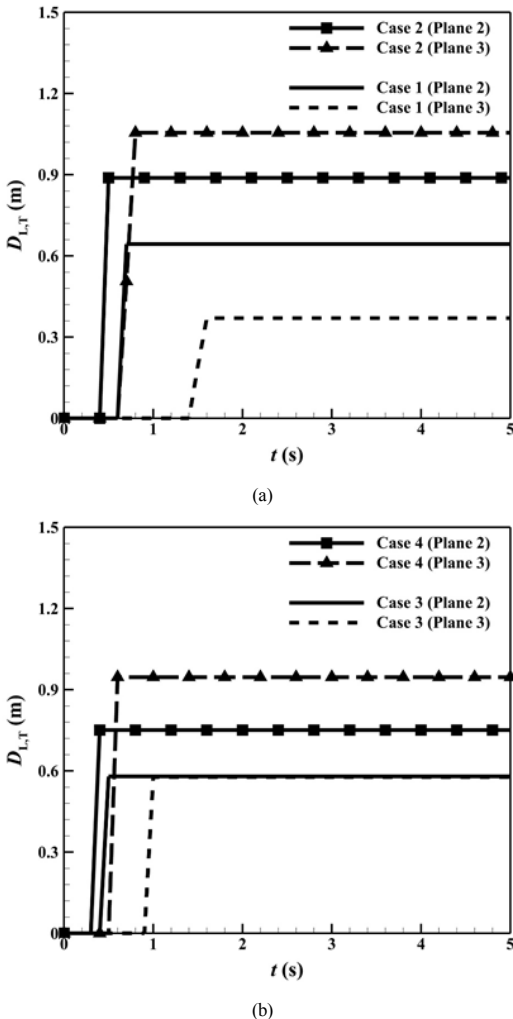 Case 2 (Plane 2)
Case 2 (Plane 3)
Case 1 (Plane 2)
Case 1 (Plane 3)
1.5
1.2
0.9
0.6
0.3
0
D_L,T (m)
0 1 2 3 4 5
t (s)
(a)
Case 4 (Plane 2)
Case 4 (Plane 3)
Case 3 (Plane 2)
Case 3 (Plane 3)
1.5
1.2
0.9
0.6
0.3
0
D_L,T (m)
0 1 2 3 4 5
t (s)
(b)